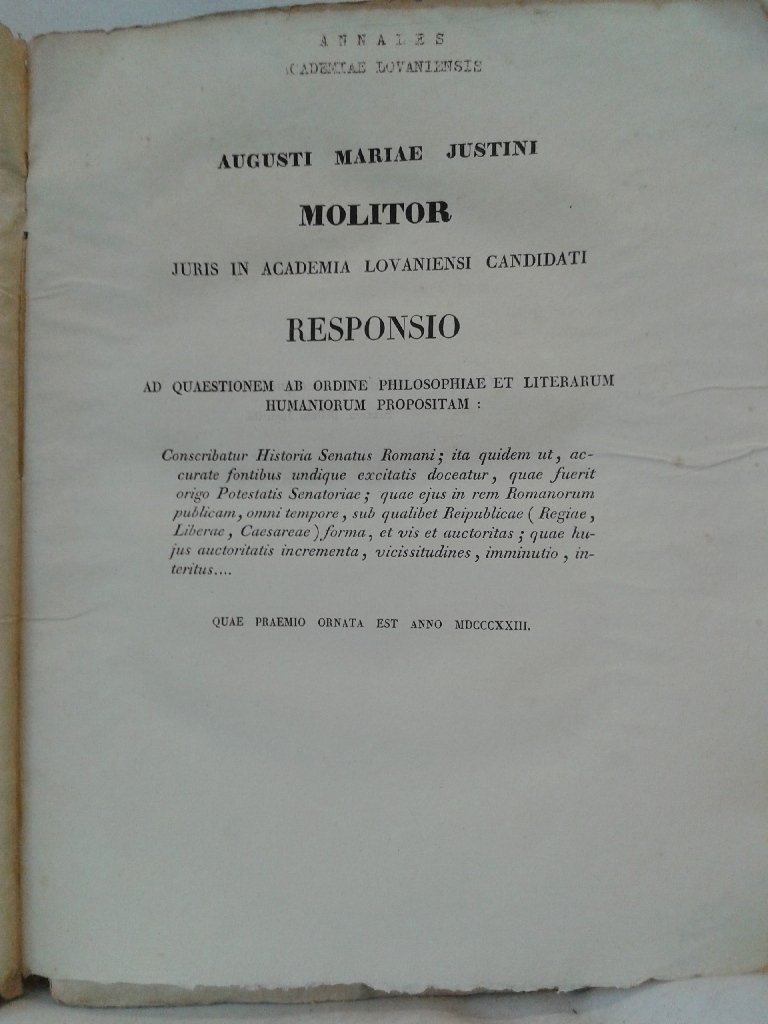 ANNALES
ACADEMIAE LOVANIENSIS
AUGUSTI MARIAE JUSTINI
MOLITOR
JURIS IN ACADEMIA LOVANIENSI CANDIDATI
RESPONSIO
AD QUAESTIONEM AB ORDINE PHILOSOPHIAE ET LITERARUM
HUMANIORUM PROPOSITAM :
Conscribatur Historia Senatus Romani ; ita quidem ut , ac-
curate fontibus undique excitatis doceatur , quae fuerit
origo Potestatis Senatoriae ; quae ejus in rem Romanorum
publicam , omni tempore , sub qualibet Reipublicae ( Regiae ,
Liberae , Caesareae ) forma , et vis et auctoritas ; quae hu-
jus auctoritatis incrementa , vicissitudines , imminutio , in-
teritus....
QUAE PRAEMIO ORNATA EST ANNO MDCCCXXIII.